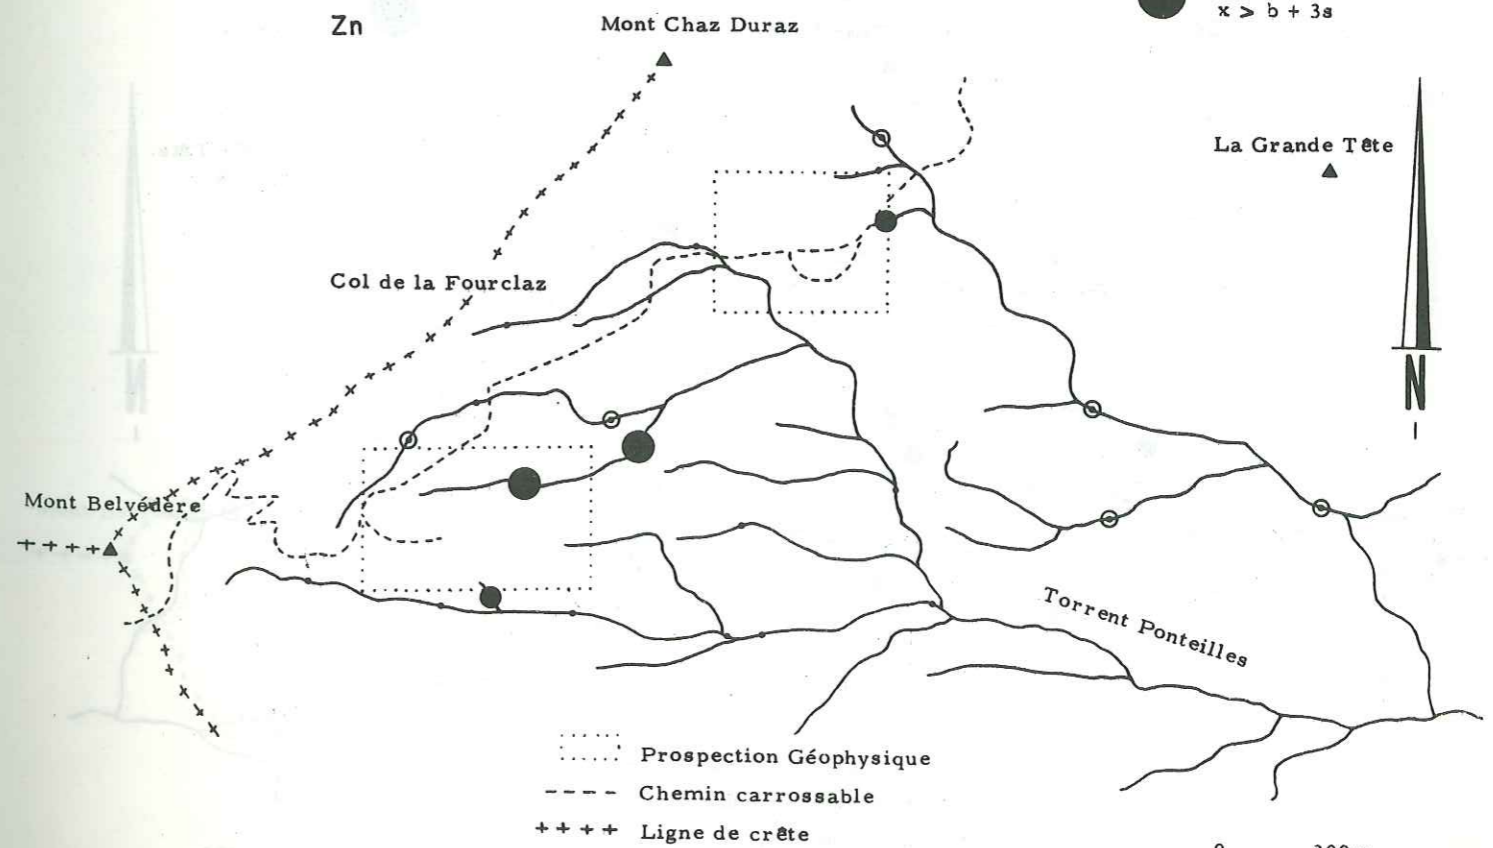 Zn
Mont Chaz Duraz
x > b + 3s
La Grande Tête
Col de la Fourclaz
N
Mont Belvédère
Torrent Ponteilles
Prospection Géophysique
Chemin carrossable
Ligne de crête